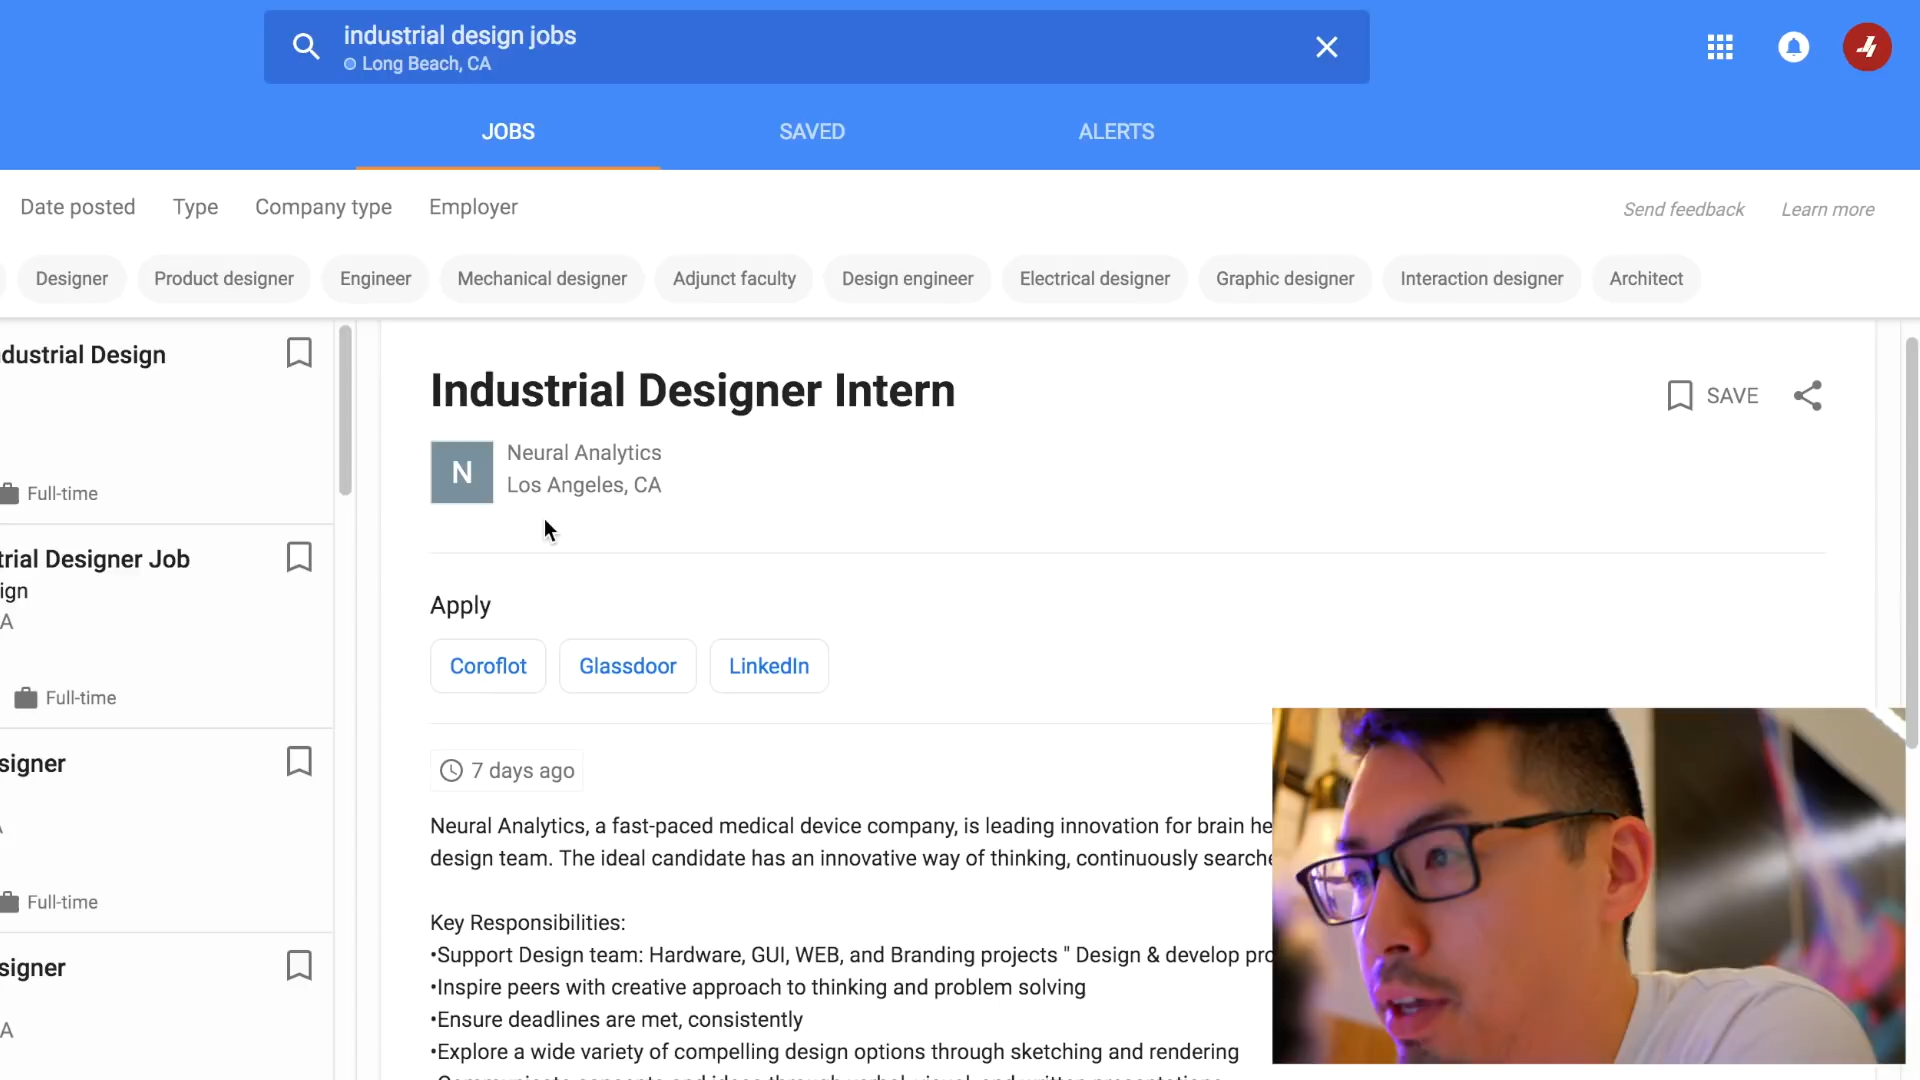 industrial design jobs
Long Beach, CA
JOBS
SAVED
ALERTS
Date posted
Type
Company type
Employer
Send feedback
Learn more
Designer
Product designer
Engineer
Mechanical designer
Adjunct faculty
Design engineer
Electrical designer
Graphic designer
Interaction designer
Architect
dustrial Design
Full-time
trial Designer Job
ign
A
Full-time
signer
Full-time
signer
A
Industrial Designer Intern
SAVE
N
Neural Analytics
Los Angeles, CA
Apply
Coroflot
Glassdoor
LinkedIn
7 days ago
Neural Analytics, a fast-paced medical device company, is leading innovation for brain he
design team. The ideal candidate has an innovative way of thinking, continuously searche
Key Responsibilities:
•Support Design team: Hardware, GUI, WEB, and Branding projects " Design & develop pro
•Inspire peers with creative approach to thinking and problem solving
•Ensure deadlines are met, consistently
•Explore a wide variety of compelling design options through sketching and rendering